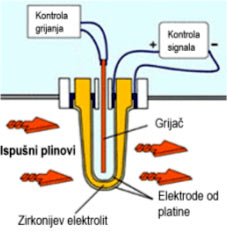 Kontrola
grijanja
Kontrola
signala
+
-
Grijač
Ispušni plinovi
Elektrode od
platine
Zirkonijev elektrolit